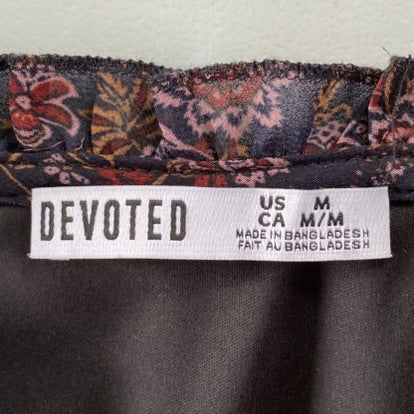 DEVOTED
US M
CA M/M
MADE IN BANGLADESH
FAIT AU BANGLADESH